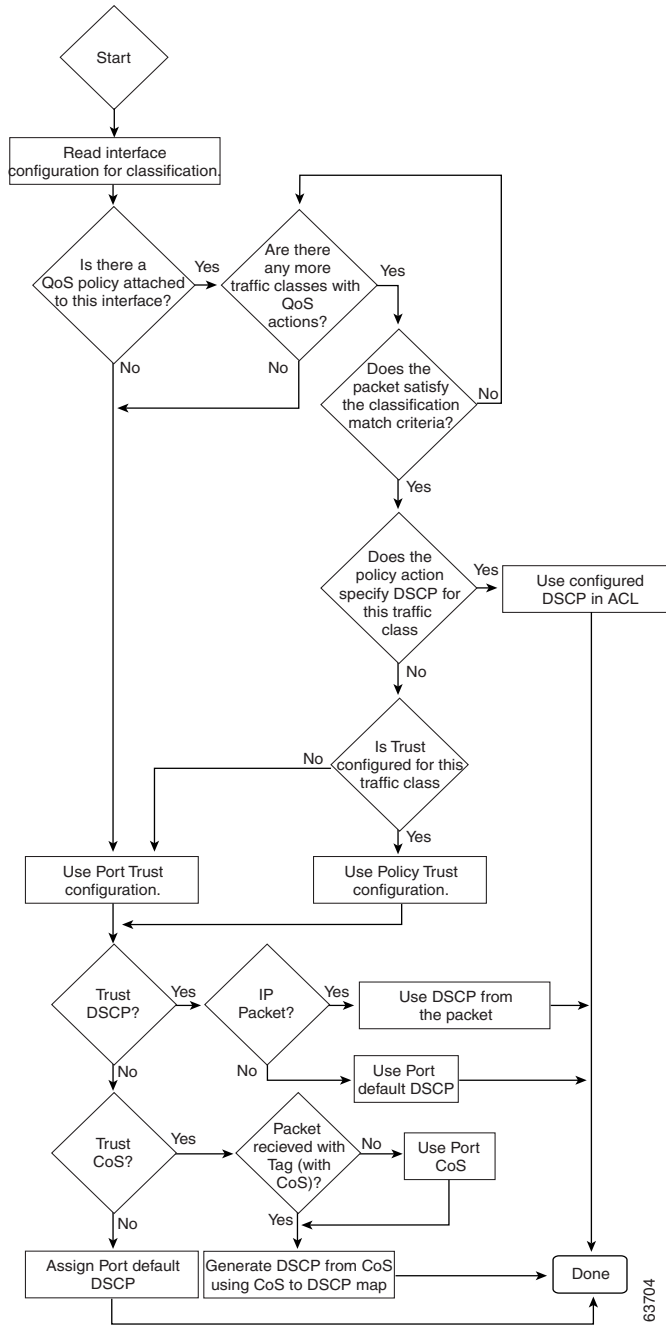 Start
Read interface
configuration for classification.
Is there a
QoS policy attached
to this interface?
Yes
No
Are there
any more
traffic classes with
QoS
actions?
Yes
No
Does the
packet satisfy
the classification
match criteria?
No
Yes
Does the
policy action
specify DSCP for
this traffic
class
Yes
Use configured
DSCP in ACL
No
Is Trust
configured for this
traffic class
No
Yes
Use Port Trust
configuration.
Use Policy Trust
configuration.
Trust
DSCP?
Yes
IP
Packet?
Yes
Use DSCP from
the packet
No
No
Use Port
default DSCP
Trust
CoS?
Yes
Packet
recieved with
Tag (with
CoS)?
No
Use Port
CoS
Yes
No
Assign Port default
DSCP
Generate DSCP from CoS
using CoS to DSCP map
Done
63704